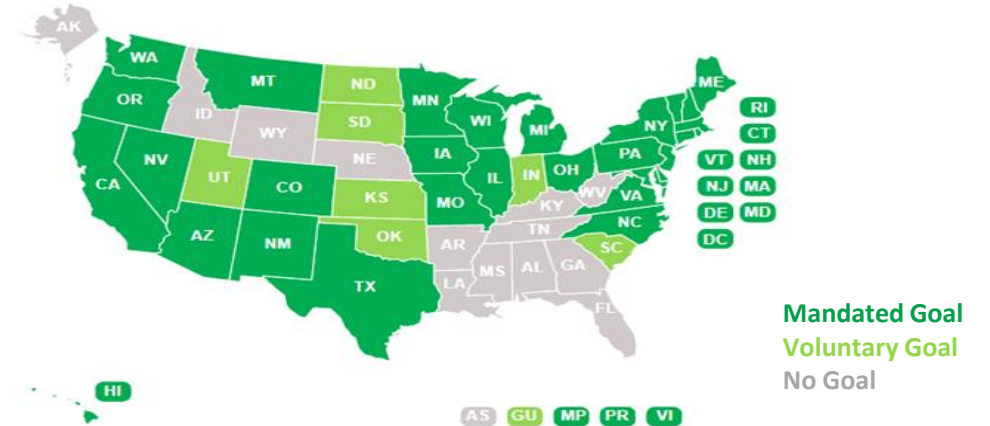 AK
WA
MT
ND
MN
ME
OR
ID
SD
WI
MI
NY
RI
CT
WY
IA
PA
VT NH
NV
NE
IL
IN
OH
NJ MA
CA
UT
CO
KS
MO
KY
WV
VA
DE MD
NC
DC
AZ
NM
OK
AR
TN
SC
TX
LA
MS
AL
GA
FL
Mandated Goal
Voluntary Goal
No Goal
HI
AS GU MP PR VI